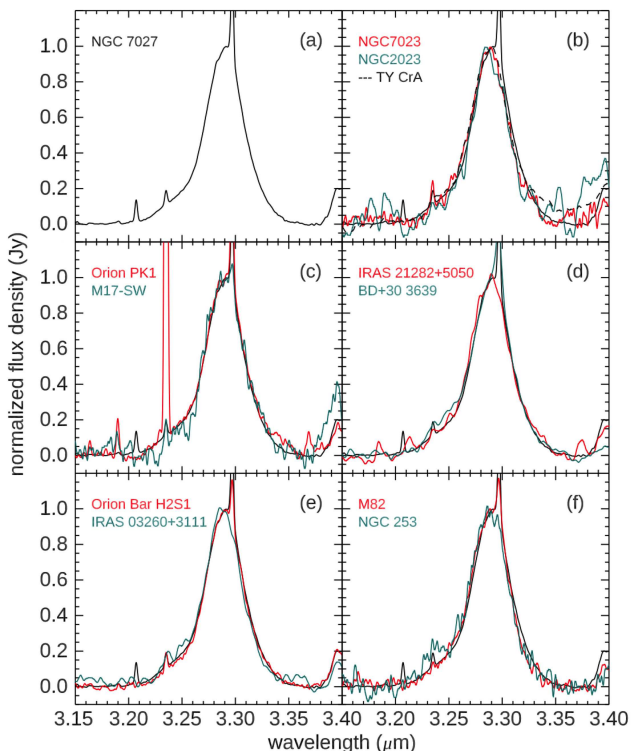 NGC 7027
(a)
NGC7023
NGC2023
--- TY CrA
(b)
1.0
0.8
0.6
0.4
0.2
0.0
Orion PK1
M17-SW
(c)
IRAS 21282+5050
BD+30 3639
(d)
1.0
0.8
0.6
0.4
0.2
0.0
normalized flux density (Jy)
Orion Bar H2S1
IRAS 03260+3111
(e)
M82
NGC 253
(f)
1.0
0.8
0.6
0.4
0.2
0.0
3.15 3.20 3.25 3.30 3.40 3.20 3.25 3.30 3.40
wavelength (μm)